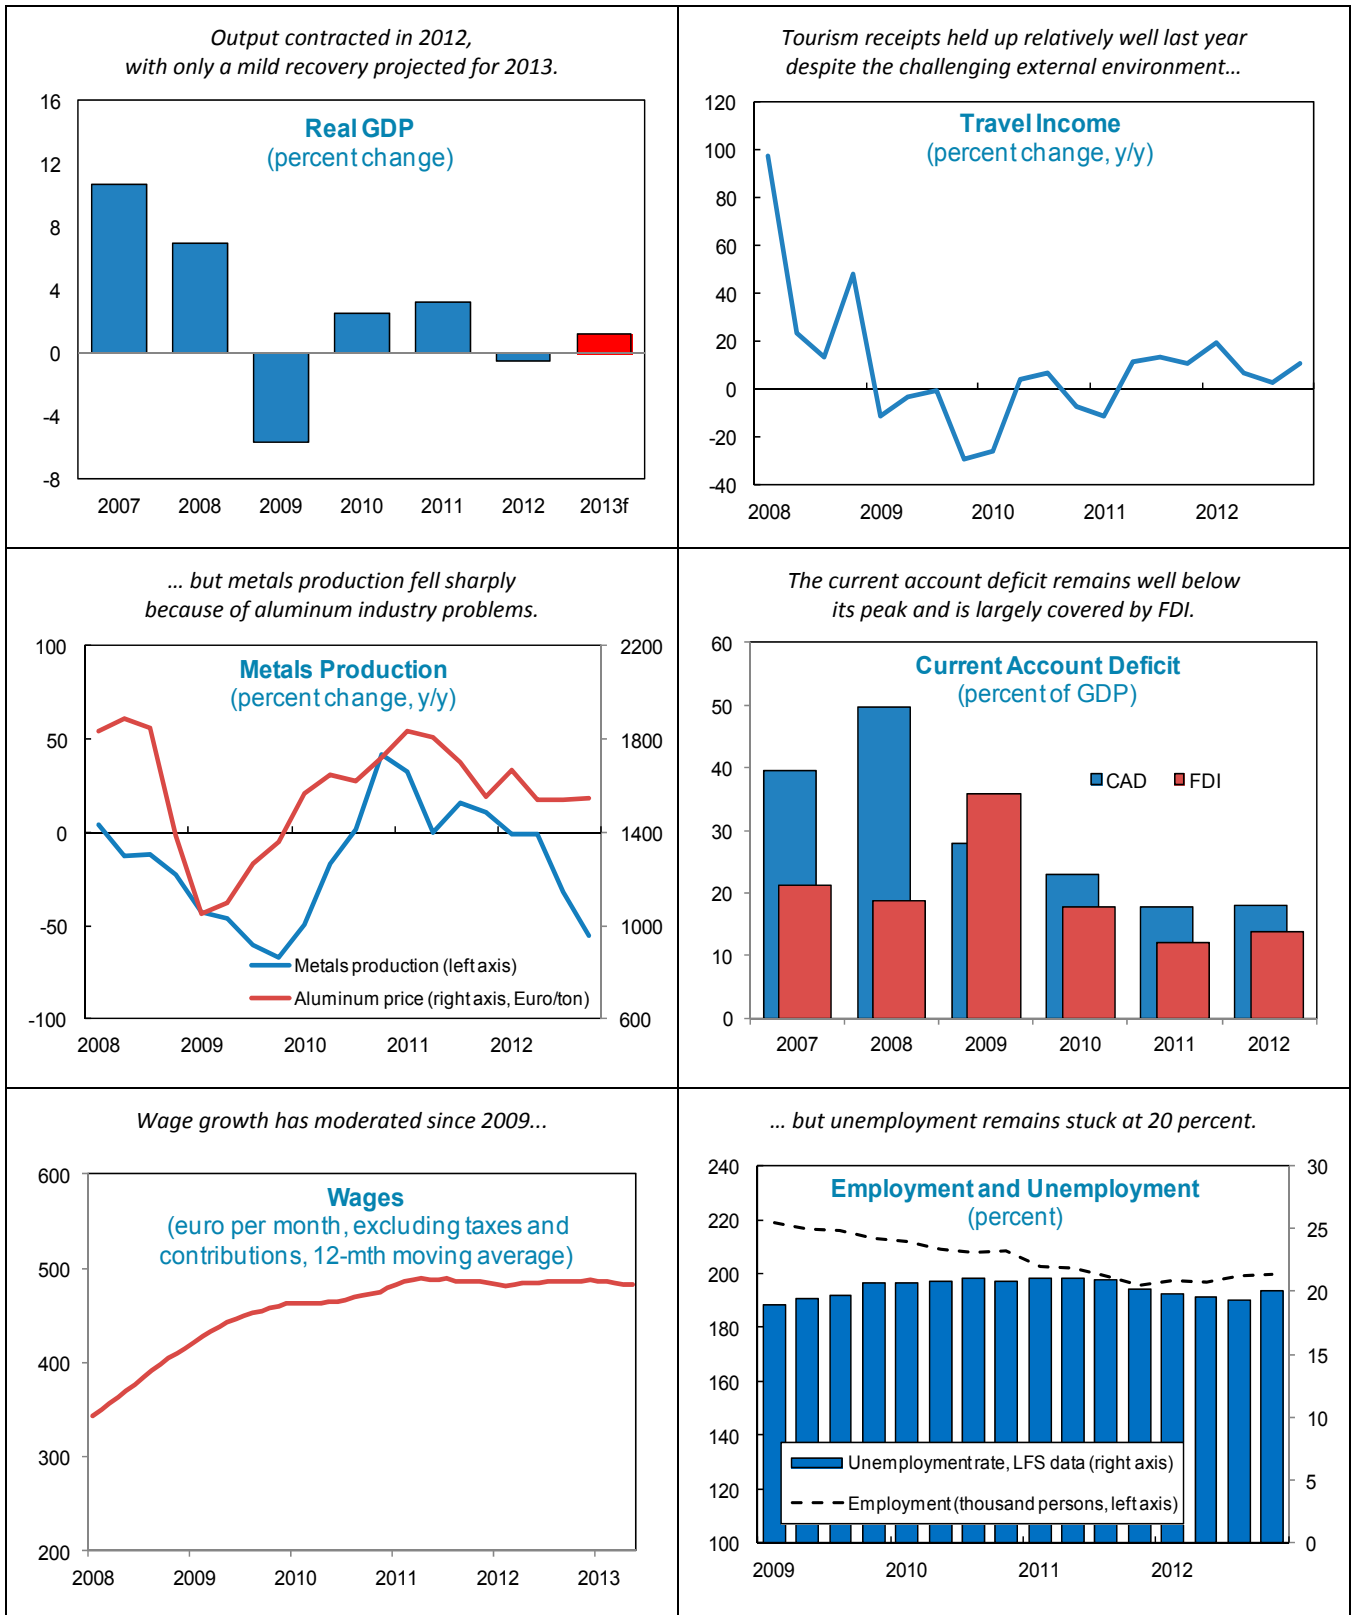 Output contracted in 2012,
with only a mild recovery projected for 2013.
Real GDP
(percent change)
16
12
8
4
0
-4
-8
2007 2008 2009 2010 2011 2012 2013f
Tourism receipts held up relatively well last year
despite the challenging external environment...
Travel Income
(percent change, y/y)
120
100
80
60
40
20
0
-20
-40
2008 2009 2010 2011 2012
... but metals production fell sharply
because of aluminum industry problems.
Metals Production
(percent change, y/y)
100
50
0
-50
-100
2200
1800
1400
1000
600
Metals production (left axis)
Aluminum price (right axis, Euro/ton)
2008 2009 2010 2011 2012
The current account deficit remains well below
its peak and is largely covered by FDI.
Current Account Deficit
(percent of GDP)
CAD FDI
60
50
40
30
20
10
0
2007 2008 2009 2010 2011 2012
Wage growth has moderated since 2009...
Wages
(euro per month, excluding taxes and
contributions, 12-mth moving average)
600
500
400
300
200
2008 2009 2010 2011 2012 2013
... but unemployment remains stuck at 20 percent.
Employment and Unemployment
(percent)
240
220
200
180
160
140
120
100
30
25
20
15
10
5
0
Unemployment rate, LFS data (right axis)
Employment (thousand persons, left axis)
2009 2010 2011 2012